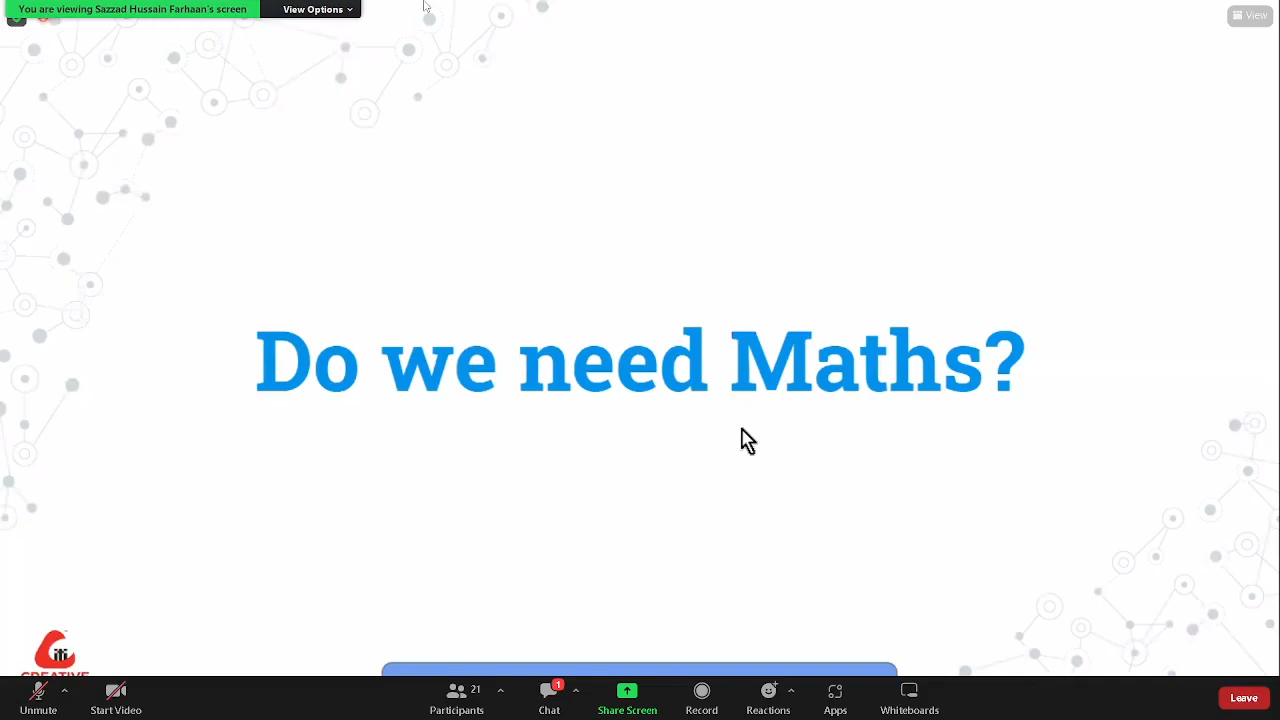 You are viewing Sazzad Hussain Farhaan's screen
View Options
View
Do we need Maths?
CREATIVE
Unmute
Start Video
21
Participants
1
Chat
Share Screen
Record
Reactions
Apps
Whiteboards
Leave